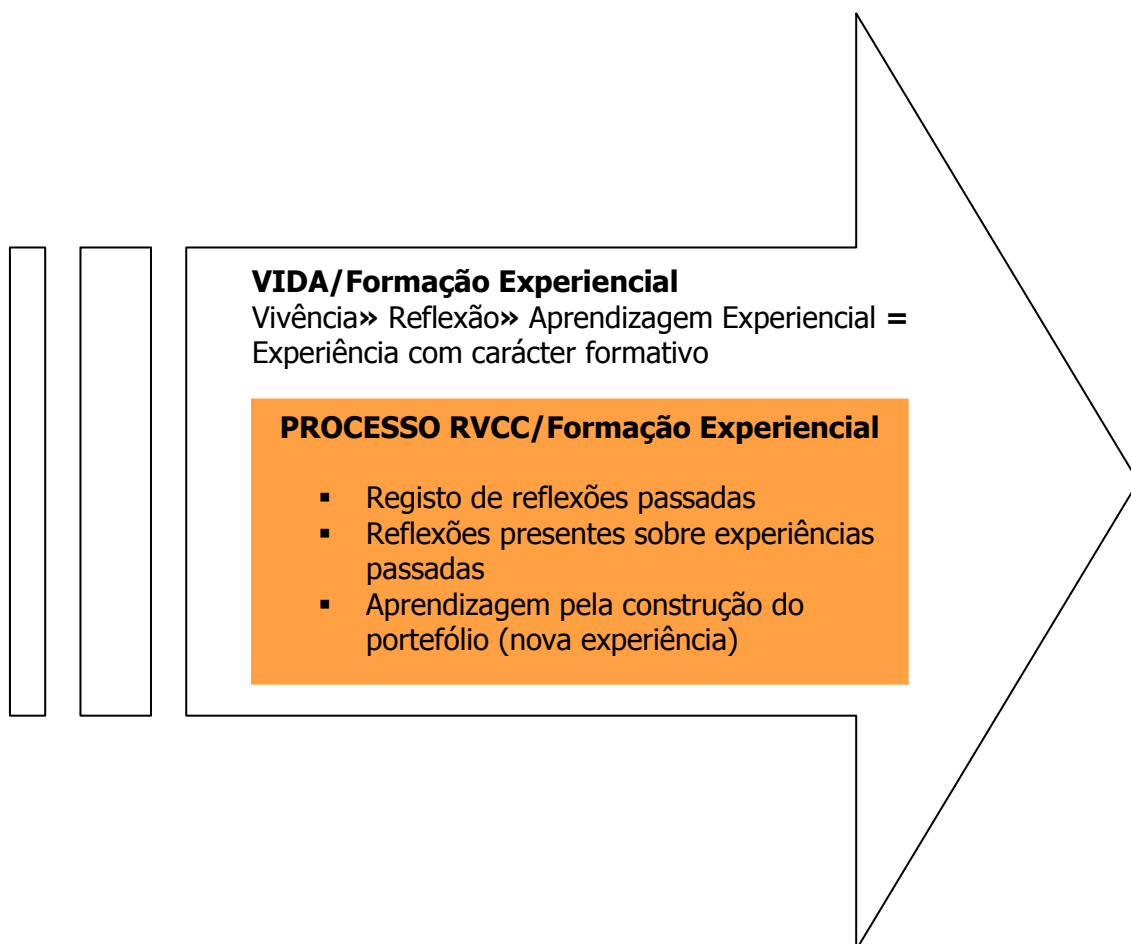 VIDA/Formação Experiencial
Vivência» Reflexão» Aprendizagem Experiencial =
Experiência com carácter formativo
PROCESSO RVCC/Formação Experiencial
▪ Registo de reflexões passadas
▪ Reflexões presentes sobre experiências
passadas
▪ Aprendizagem pela construção do
portefólio (nova experiência)